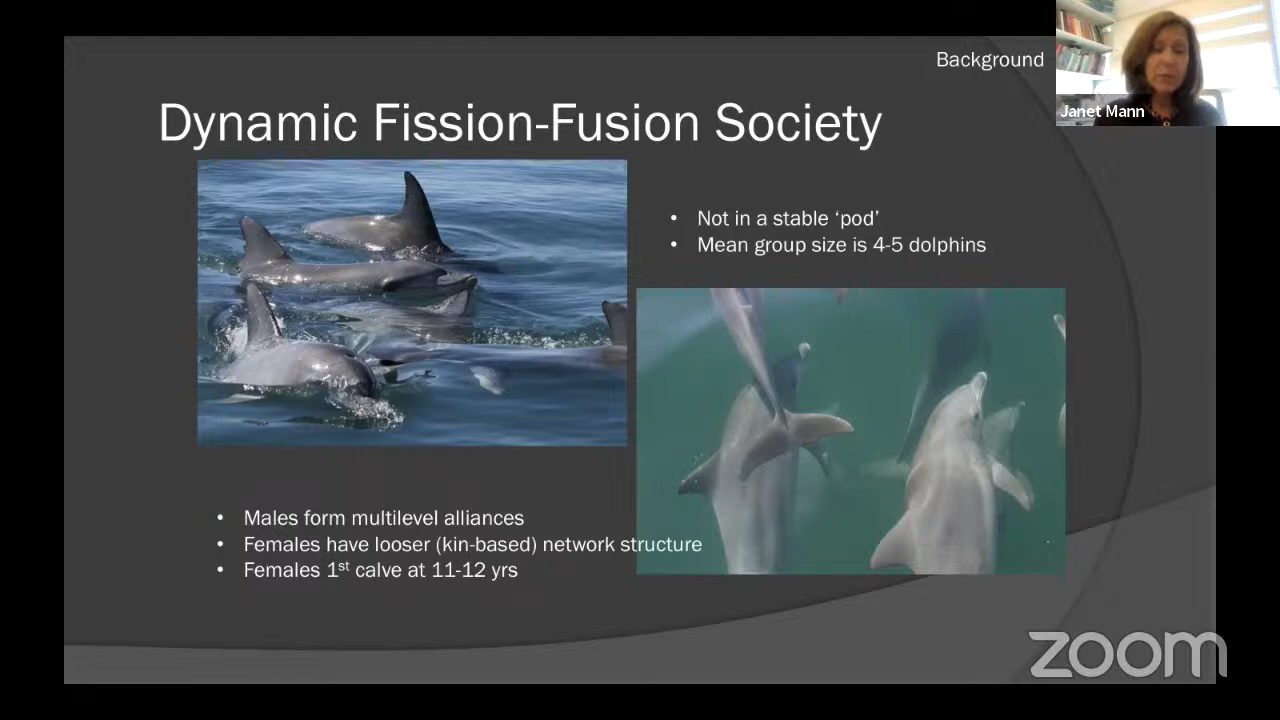 Background
Janet Mann
Dynamic Fission-Fusion Society
• Not in a stable ‘pod’
• Mean group size is 4-5 dolphins
• Males form multilevel alliances
• Females have looser (kin-based) network structure
• Females 1st calve at 11-12 yrs
zoom